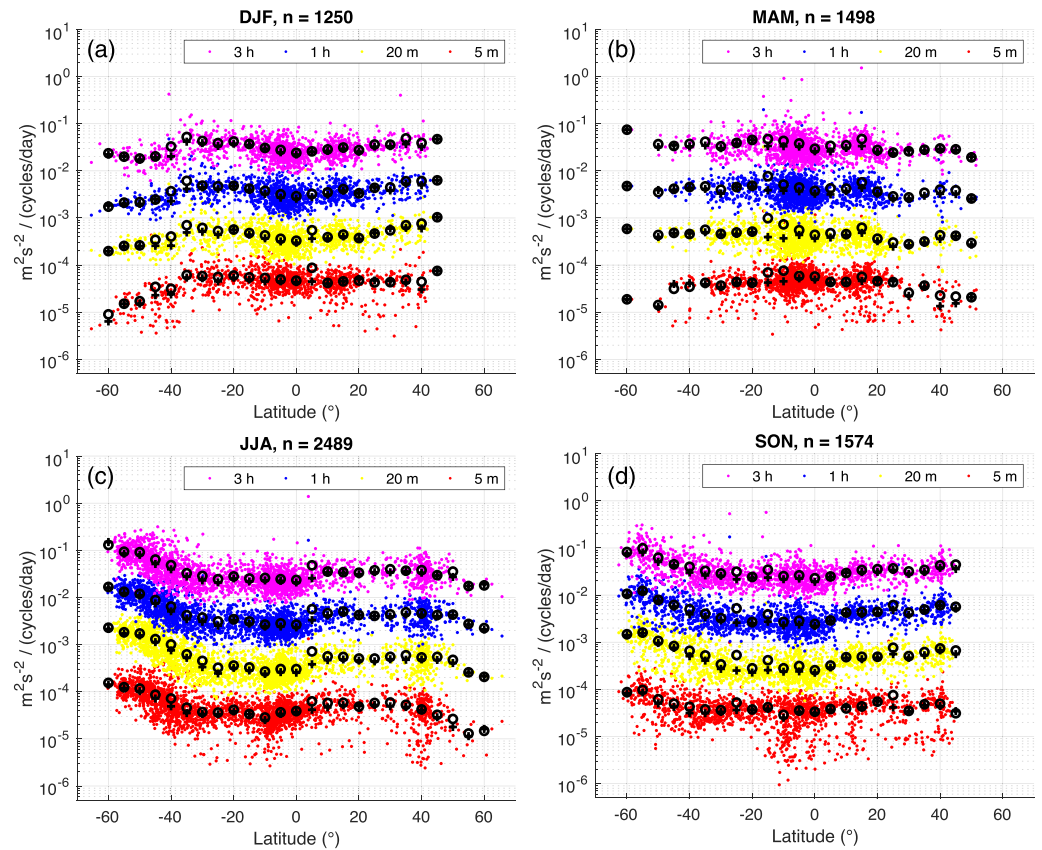 DJF, n = 1250
(a)
3 h 1 h 20 m 5 m
10^1
10^0
10^-1
10^-2
10^-3
10^-4
10^-5
10^-6
m^2s^-2 / (cycles/day)
-60 -40 -20 0 20 40 60
Latitude (°)
MAM, n = 1498
(b)
3 h 1 h 20 m 5 m
10^1
10^0
10^-1
10^-2
10^-3
10^-4
10^-5
10^-6
m^2s^-2 / (cycles/day)
-60 -40 -20 0 20 40 60
Latitude (°)
JJA, n = 2489
(c)
3 h 1 h 20 m 5 m
10^1
10^0
10^-1
10^-2
10^-3
10^-4
10^-5
10^-6
m^2s^-2 / (cycles/day)
-60 -40 -20 0 20 40 60
Latitude (°)
SON, n = 1574
(d)
3 h 1 h 20 m 5 m
10^1
10^0
10^-1
10^-2
10^-3
10^-4
10^-5
10^-6
m^2s^-2 / (cycles/day)
-60 -40 -20 0 20 40 60
Latitude (°)